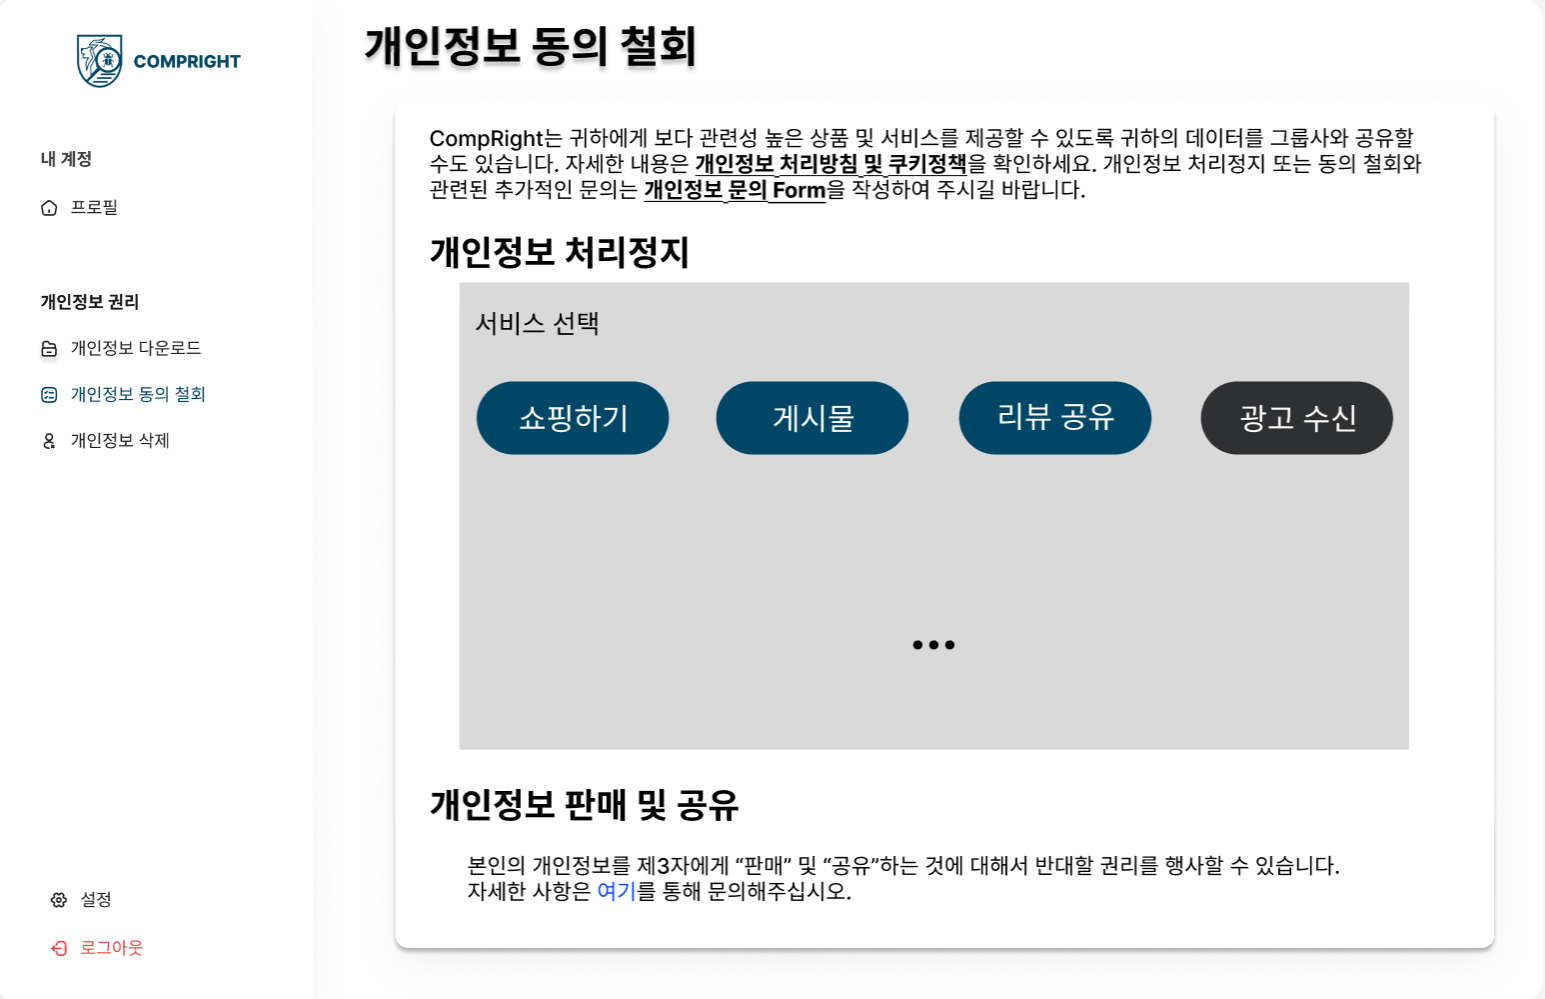 COMPRIGHT
내 계정
프로필
개인정보 권리
개인정보 다운로드
개인정보 동의 철회
개인정보 삭제
설정
로그아웃
개인정보 동의 철회
CompRight는 귀하에게 보다 관련성 높은 상품 및 서비스를 제공할 수 있도록 귀하의 데이터를 그룹사와 공유할
수도 있습니다. 자세한 내용은 개인정보 처리방침 및 쿠키정책을 확인하세요. 개인정보 처리정지 또는 동의 철회와
관련된 추가적인 문의는 개인정보 문의 Form을 작성하여 주시길 바랍니다.
개인정보 처리정지
서비스 선택
쇼핑하기
게시물
리뷰 공유
광고 수신
•••
개인정보 판매 및 공유
본인의 개인정보를 제3자에게 “판매” 및 “공유”하는 것에 대해서 반대할 권리를 행사할 수 있습니다.
자세한 사항은 여기를 통해 문의해주십시오.